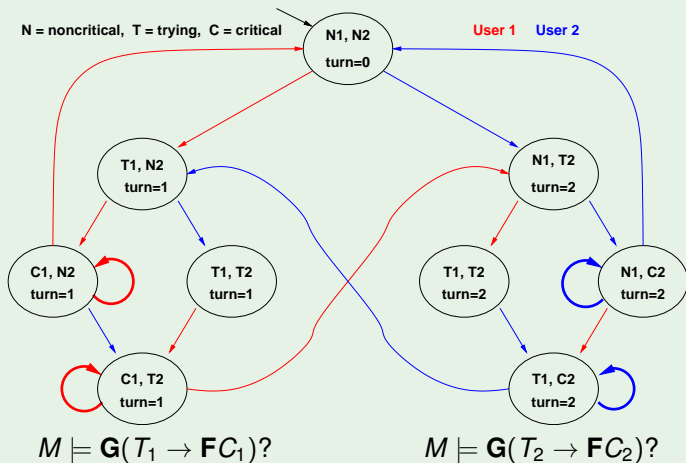 N = noncritical, T = trying, C = critical
User 1 User 2
N1, N2
turn=0
T1, N2
turn=1
N1, T2
turn=2
C1, N2
turn=1
T1, T2
turn=1
T1, T2
turn=2
N1, C2
turn=2
C1, T2
turn=1
T1, C2
turn=2
M ⊨ G(T₁ → FC₁)?
M ⊨ G(T₂ → FC₂)?